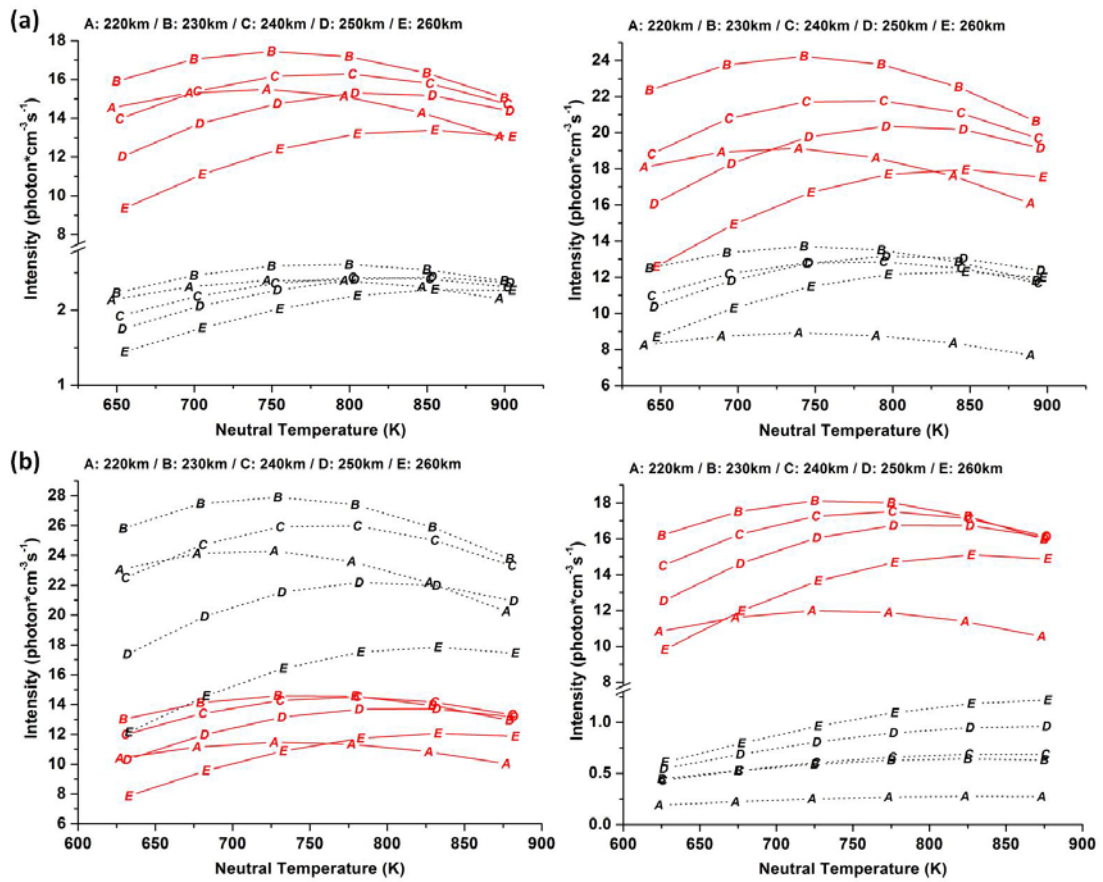 (a)
A: 220km / B: 230km / C: 240km / D: 250km / E: 260km
A: 220km / B: 230km / C: 240km / D: 250km / E: 260km
Intensity (photon*cm⁻³s⁻¹)
18
16
14
12
10
8
2
1
650 700 750 800 850 900
Neutral Temperature (K)
Intensity (photon*cm⁻³s⁻¹)
24
22
20
18
16
14
12
10
8
6
650 700 750 800 850 900
Neutral Temperature (K)
(b)
A: 220km / B: 230km / C: 240km / D: 250km / E: 260km
A: 220km / B: 230km / C: 240km / D: 250km / E: 260km
Intensity (photon*cm⁻³s⁻¹)
28
26
24
22
20
18
16
14
12
10
8
6
600 650 700 750 800 850 900
Neutral Temperature (K)
Intensity (photon*cm⁻³s⁻¹)
18
16
14
12
10
8
1.0
0.5
0.0
600 650 700 750 800 850 900
Neutral Temperature (K)